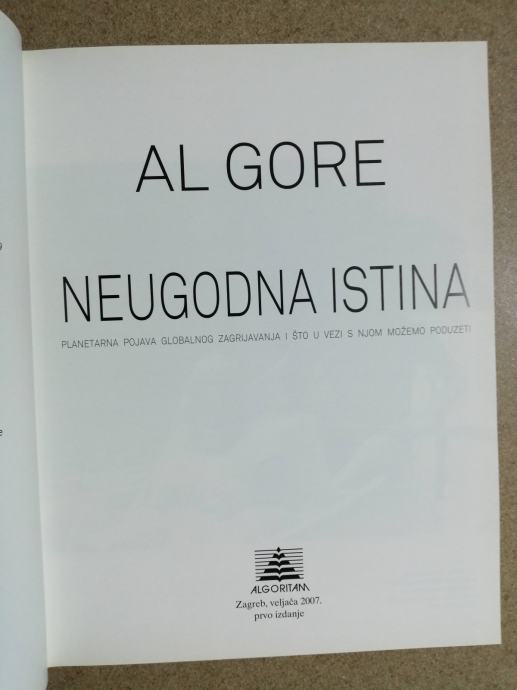 AL GORE
NEUGODNA ISTINA
PLANETARNA POJAVA GLOBALNOG ZAGRIJAVANJA I ŠTO U VEZI S NJOM MOŽEMO PODUZETI
ALGORITAM
Zagreb, veljača 2007.
prvo izdanje